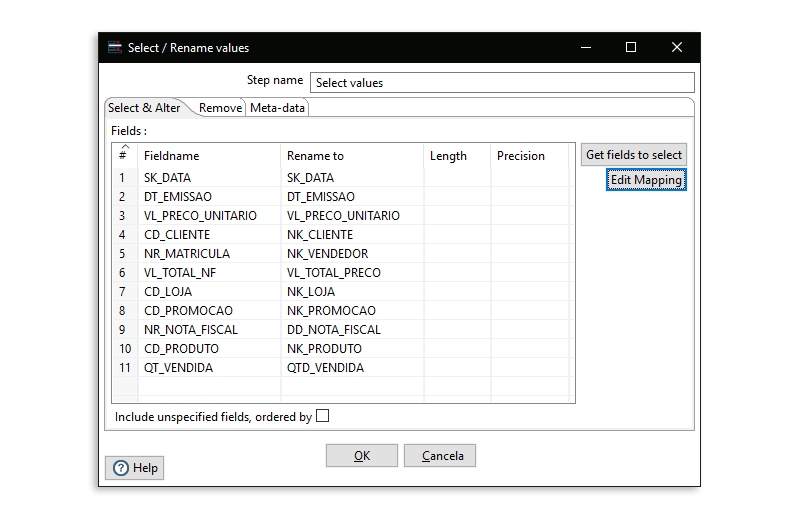 Select / Rename values
Step name Select values
Select & Alter Remove Meta-data
Fields :
# Fieldname Rename to Length Precision
1 SK_DATA SK_DATA
2 DT_EMISSAO DT_EMISSAO
3 VL_PRECO_UNITARIO VL_PRECO_UNITARIO
4 CD_CLIENTE NK_CLIENTE
5 NR_MATRICULA NK_VENDEDOR
6 VL_TOTAL_NF VL_TOTAL_PRECO
7 CD_LOJA NK_LOJA
8 CD_PROMOCAO NK_PROMOCAO
9 NR_NOTA_FISCAL DD_NOTA_FISCAL
10 CD_PRODUTO NK_PRODUTO
11 QT_VENDIDA QTD_VENDIDA
Get fields to select
Edit Mapping
Include unspecified fields, ordered by
OK Cancela
Help